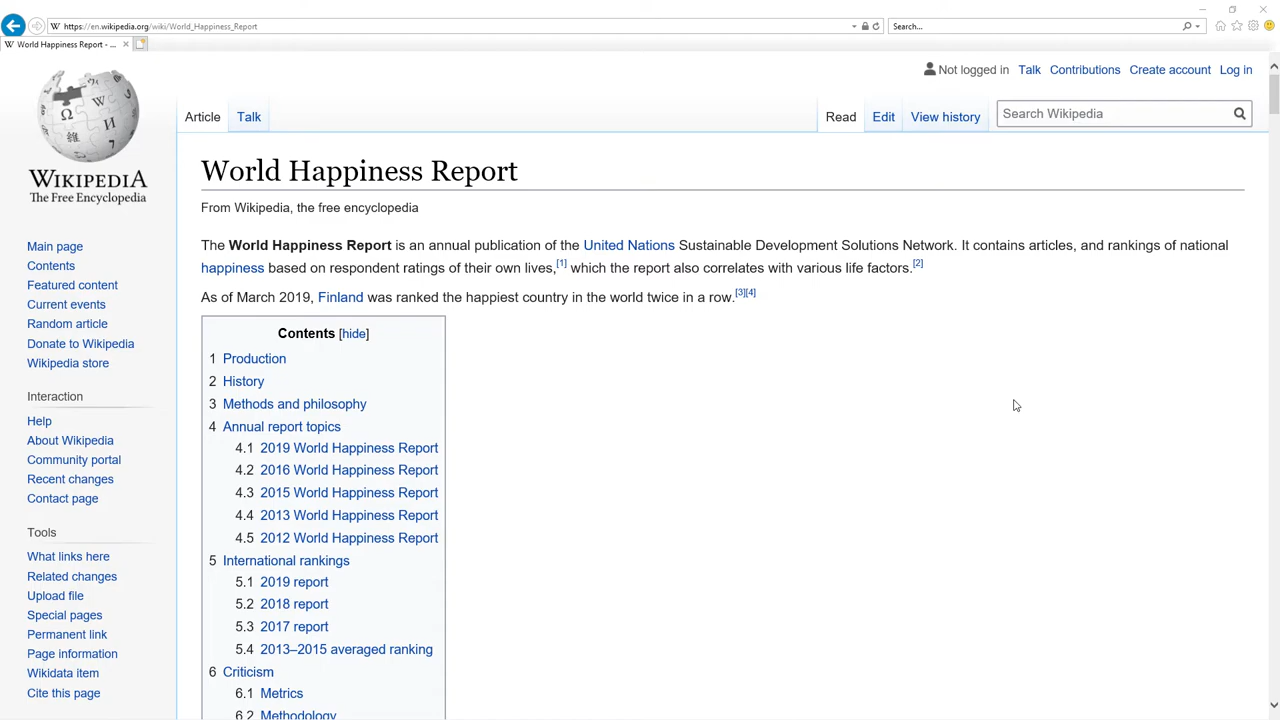 https://en.wikipedia.org/wiki/World_Happiness_Report
Search...
World Happiness Report - ...
Not logged in Talk Contributions Create account Log in
Article Talk Read Edit View history Search Wikipedia
WIKIPEDIA
The Free Encyclopedia
Main page
Contents
Featured content
Current events
Random article
Donate to Wikipedia
Wikipedia store
Interaction
Help
About Wikipedia
Community portal
Recent changes
Contact page
Tools
What links here
Related changes
Upload file
Special pages
Permanent link
Page information
Wikidata item
Cite this page
World Happiness Report
From Wikipedia, the free encyclopedia
The World Happiness Report is an annual publication of the United Nations Sustainable Development Solutions Network. It contains articles, and rankings of national
happiness based on respondent ratings of their own lives,[1] which the report also correlates with various life factors.[2]
As of March 2019, Finland was ranked the happiest country in the world twice in a row.[3][4]
Contents [hide]
1 Production
2 History
3 Methods and philosophy
4 Annual report topics
4.1 2019 World Happiness Report
4.2 2016 World Happiness Report
4.3 2015 World Happiness Report
4.4 2013 World Happiness Report
4.5 2012 World Happiness Report
5 International rankings
5.1 2019 report
5.2 2018 report
5.3 2017 report
5.4 2013–2015 averaged ranking
6 Criticism
6.1 Metrics
6.2 Methodology